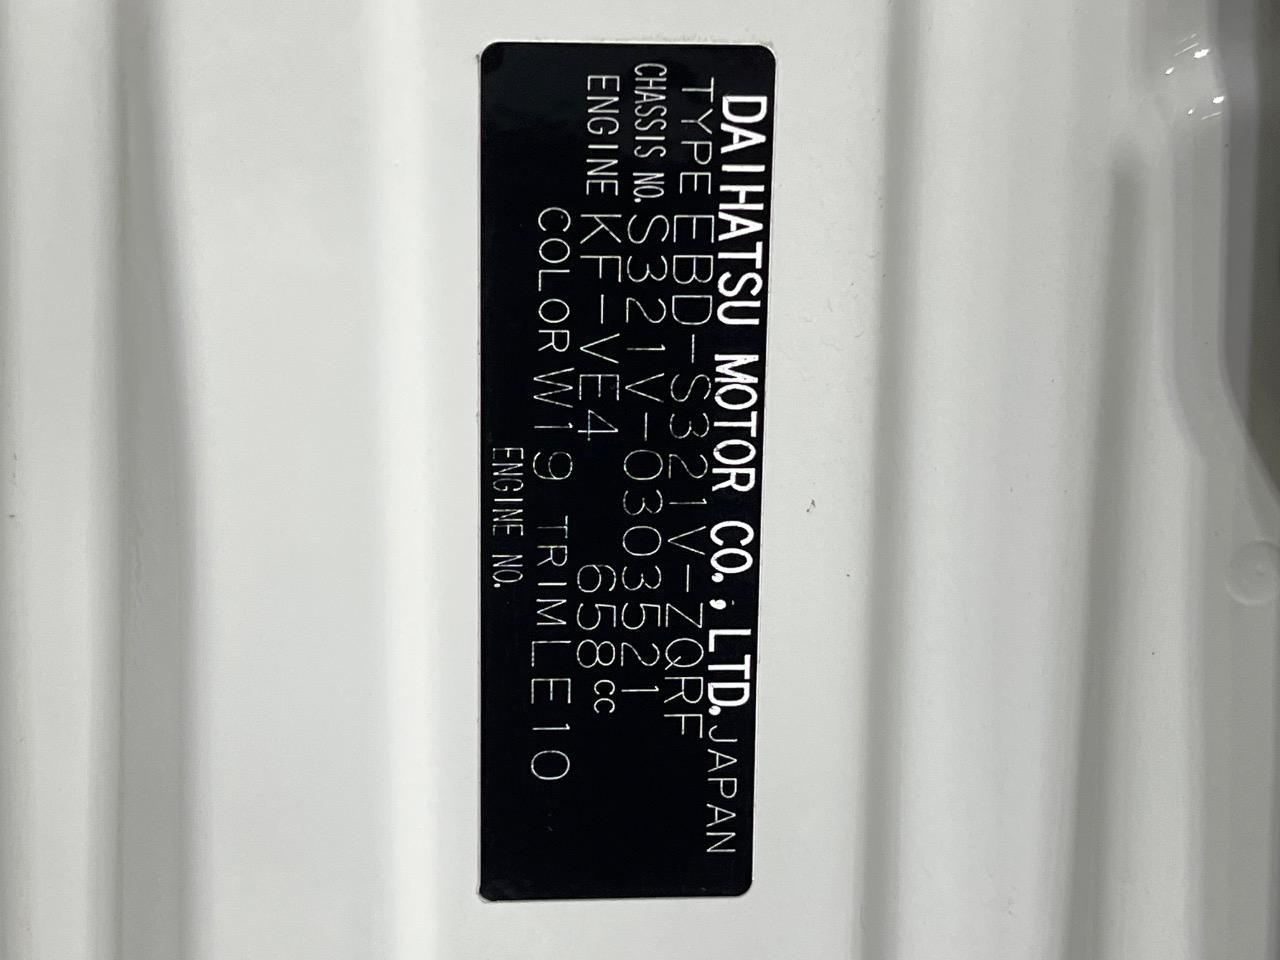 DAIHATSU MOTOR CO., LTD. JAPAN
TYPE EBD-S321V-ZQRF
CHASSIS NO. S321V-0303521
ENGINE KF-VE4 658cc
COLOR W19 TRIM LE10
ENGINE NO.